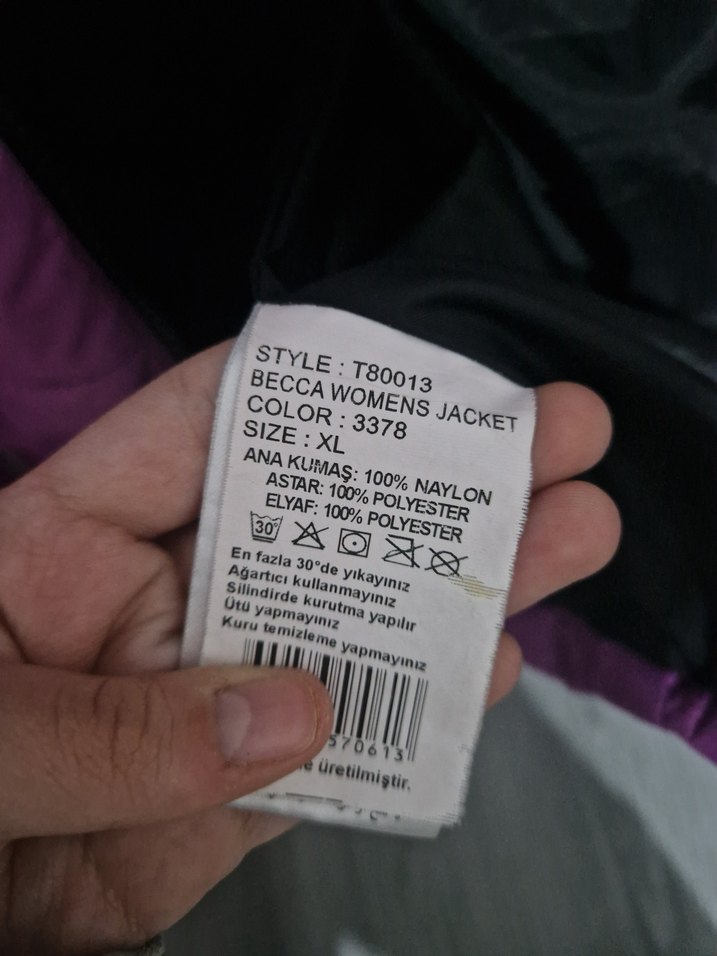 STYLE : T80013
BECCA WOMENS JACKET
COLOR : 3378
SIZE : XL
ANA KUMAŞ: 100% NAYLON
ASTAR: 100% POLYESTER
ELYAF: 100% POLYESTER
30°
En fazla 30°de yıkayınız
Ağartıcı kullanmayınız
Silindirde kurutma yapılır
Ütü yapmayınız
Kuru temizleme yapmayınız
570613
üretilmiştir.